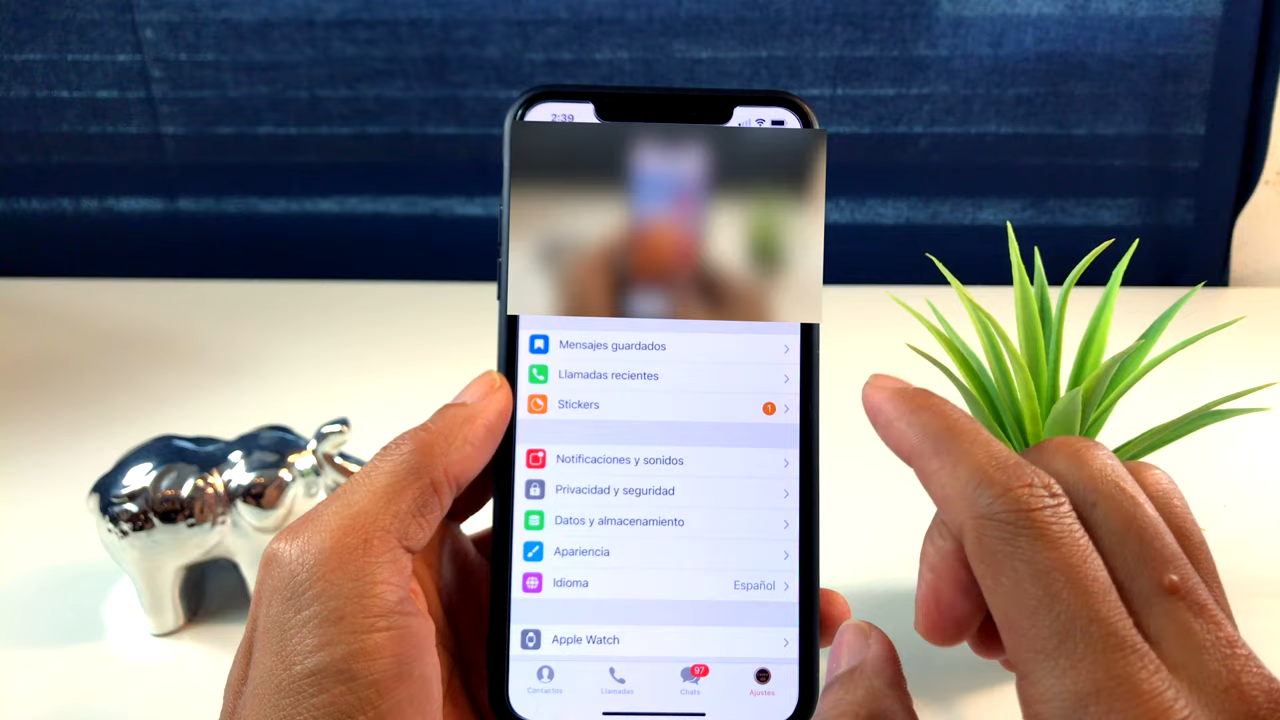 2:39
Mensajes guardados
Llamadas recientes
Stickers 1
Notificaciones y sonidos
Privacidad y seguridad
Datos y almacenamiento
Apariencia
Idioma Español
Apple Watch
97
Contactos Llamadas Chats Ajustes